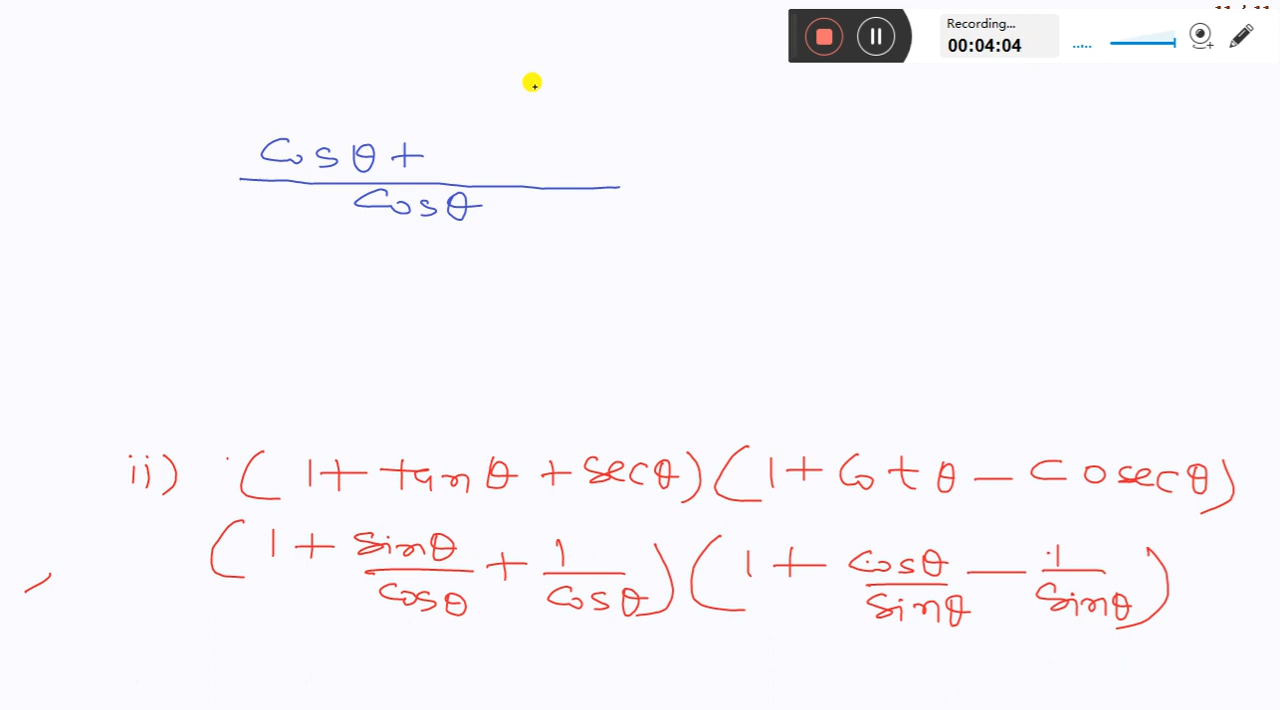 Recording...
00:04:04
Cosθ +
Cosθ
ii) (1 + tanθ + secθ)(1 + Cotθ - Cosecθ)
(1 + sinθ/cosθ + 1/cosθ)(1 + cosθ/sinθ - 1/sinθ)